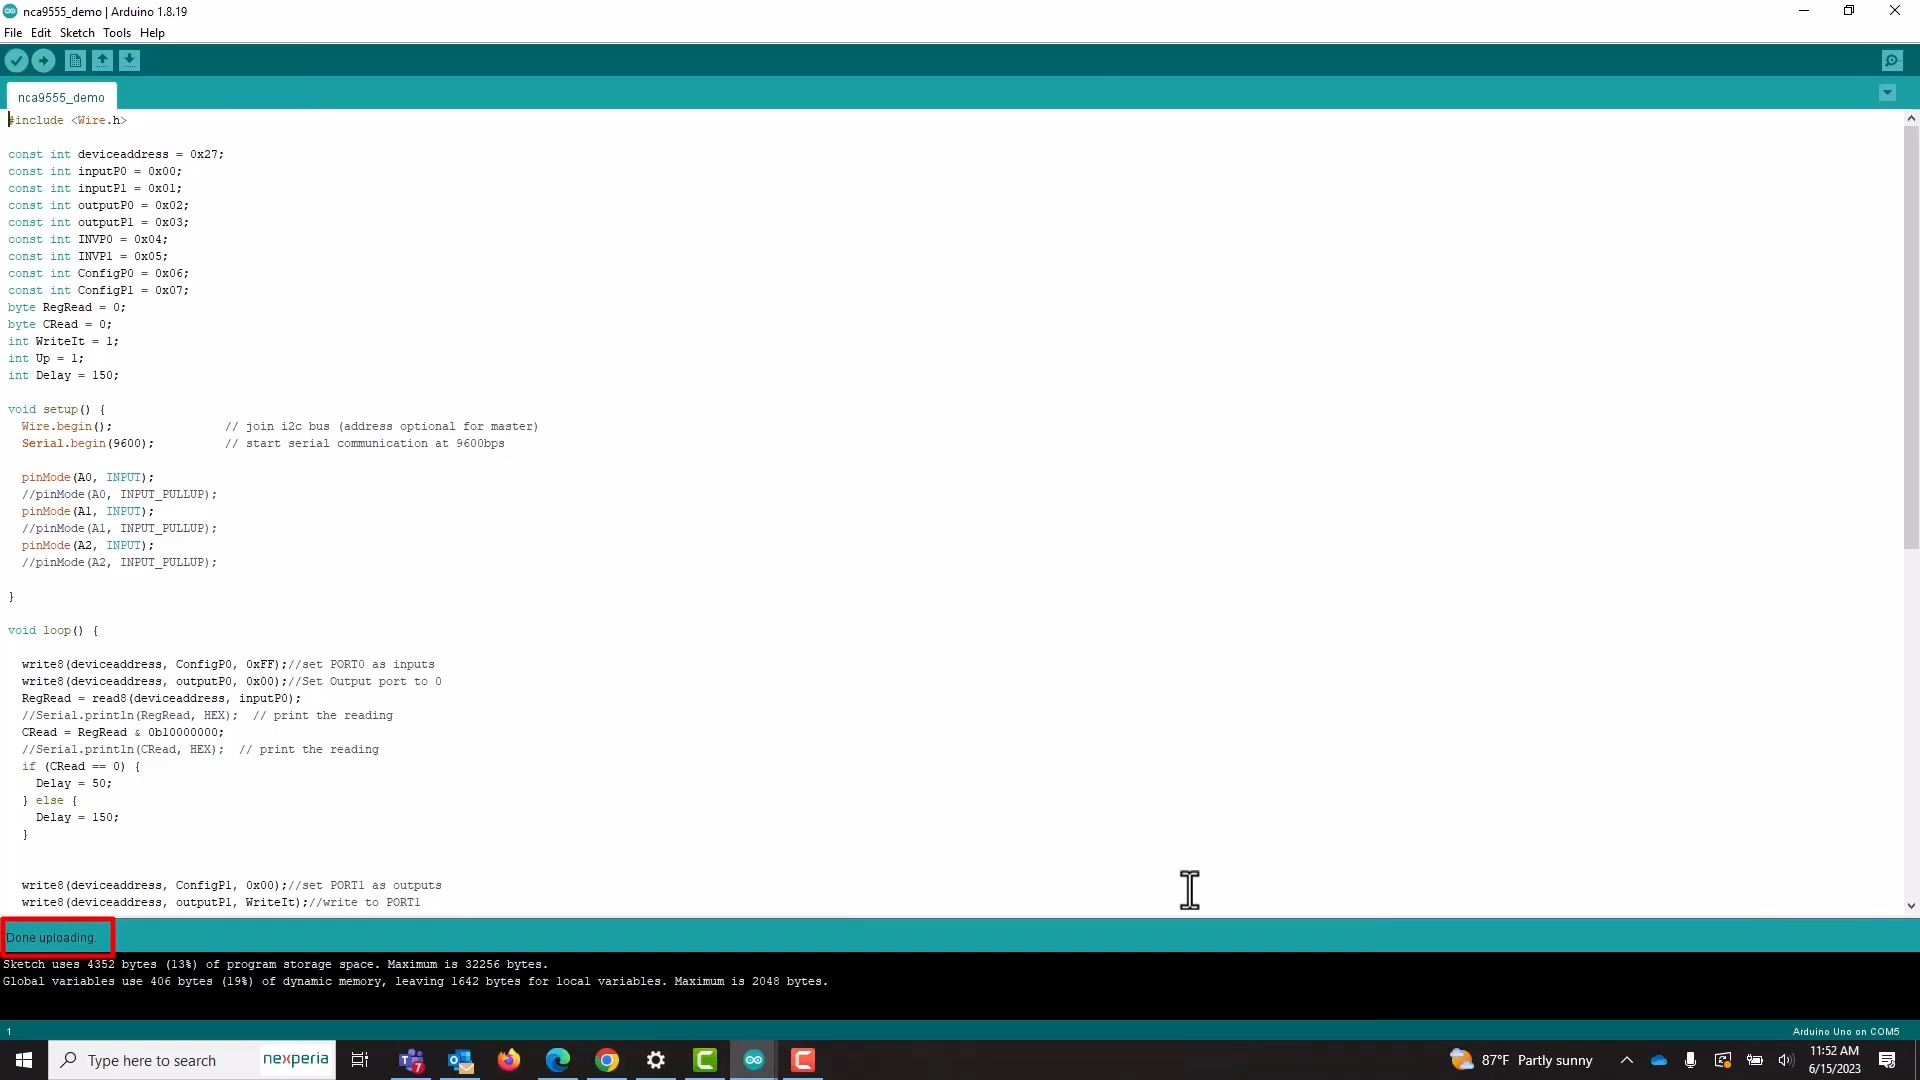 nca9555_demo | Arduino 1.8.19
File Edit Sketch Tools Help
nca9555_demo
#include <Wire.h>
const int deviceaddress = 0x27;
const int inputP0 = 0x00;
const int inputP1 = 0x01;
const int outputP0 = 0x02;
const int outputP1 = 0x03;
const int INVP0 = 0x04;
const int INVP1 = 0x05;
const int ConfigP0 = 0x06;
const int ConfigP1 = 0x07;
byte RegRead = 0;
byte CRead = 0;
int WriteIt = 1;
int Up = 1;
int Delay = 150;
void setup() {
Wire.begin(); // join i2c bus (address optional for master)
Serial.begin(9600); // start serial communication at 9600bps
pinMode(A0, INPUT);
//pinMode(A0, INPUT_PULLUP);
pinMode(A1, INPUT);
//pinMode(A1, INPUT_PULLUP);
pinMode(A2, INPUT);
//pinMode(A2, INPUT_PULLUP);
}
void loop() {
write8(deviceaddress, ConfigP0, 0xFF);//set PORT0 as inputs
write8(deviceaddress, outputP0, 0x00);//Set Output port to 0
RegRead = read8(deviceaddress, inputP0);
//Serial.println(RegRead, HEX); // print the reading
CRead = RegRead & 0b10000000;
//Serial.println(CRead, HEX); // print the reading
if (CRead == 0) {
Delay = 50;
} else {
Delay = 150;
}
write8(deviceaddress, ConfigP1, 0x00);//set PORT1 as outputs
write8(deviceaddress, outputP1, WriteIt);//write to PORT1
Done uploading.
Sketch uses 4352 bytes (13%) of program storage space. Maximum is 32256 bytes.
Global variables use 406 bytes (19%) of dynamic memory, leaving 1642 bytes for local variables. Maximum is 2048 bytes.
1
Arduino Uno on COM5
Type here to search
nexperia
7
87°F Partly sunny
11:52 AM
6/15/2023